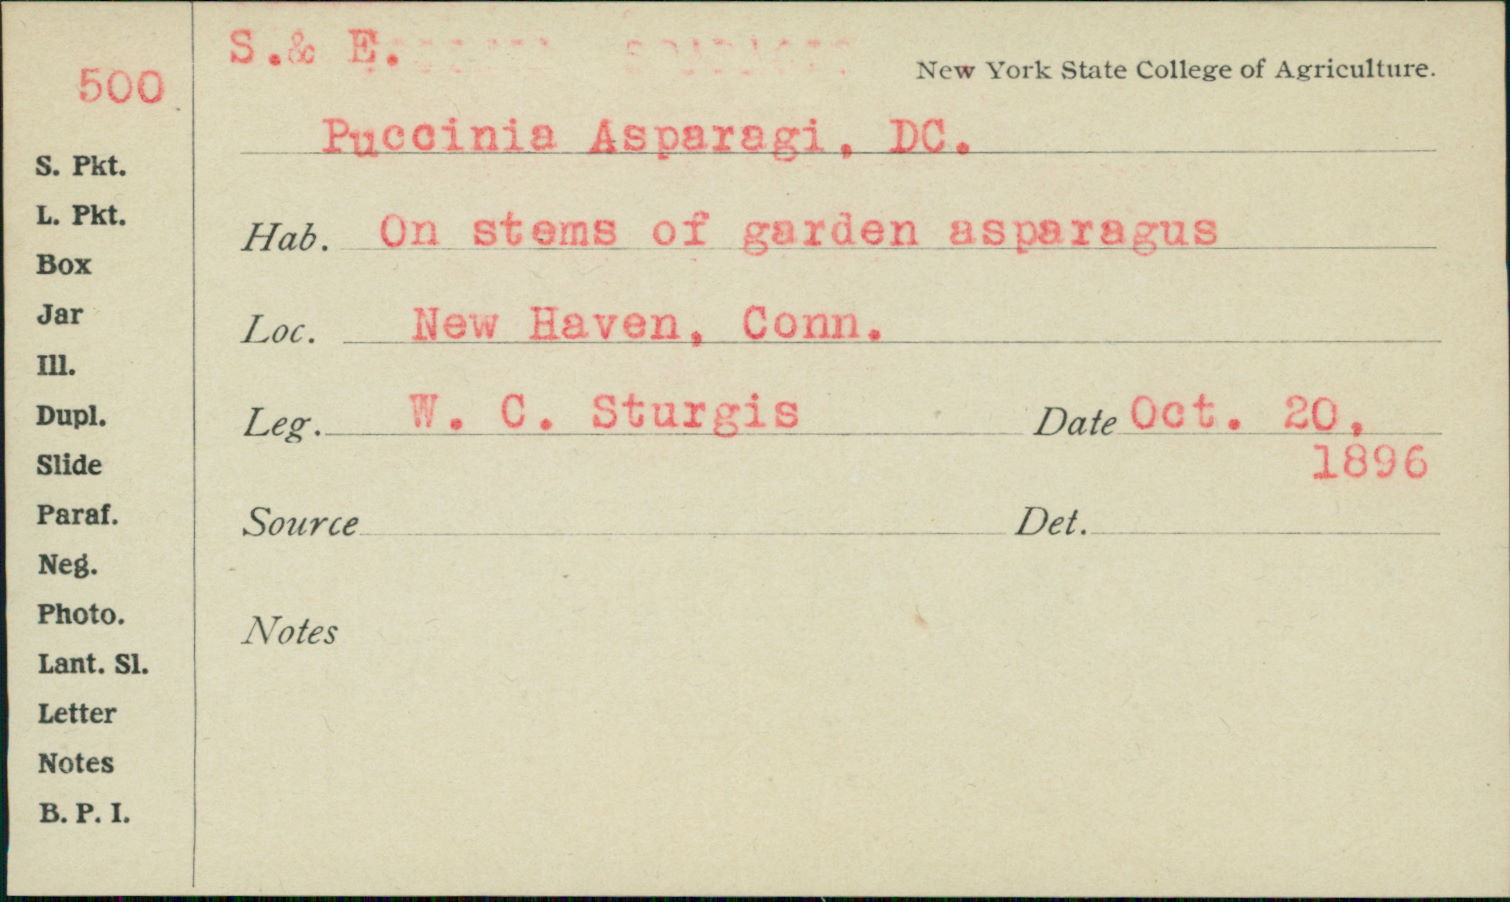 S.& E.
New York State College of Agriculture.
500
Puccinia Asparagi, DC.
S. Pkt.
L. Pkt.
Hab. On stems of garden asparagus
Box
Jar
Loc. New Haven, Conn.
Ill.
Dupl.
Leg. W. C. Sturgis Date Oct. 20,
1896
Slide
Paraf.
Source Det.
Neg.
Photo.
Notes
Lant. Sl.
Letter
Notes
B. P. I.